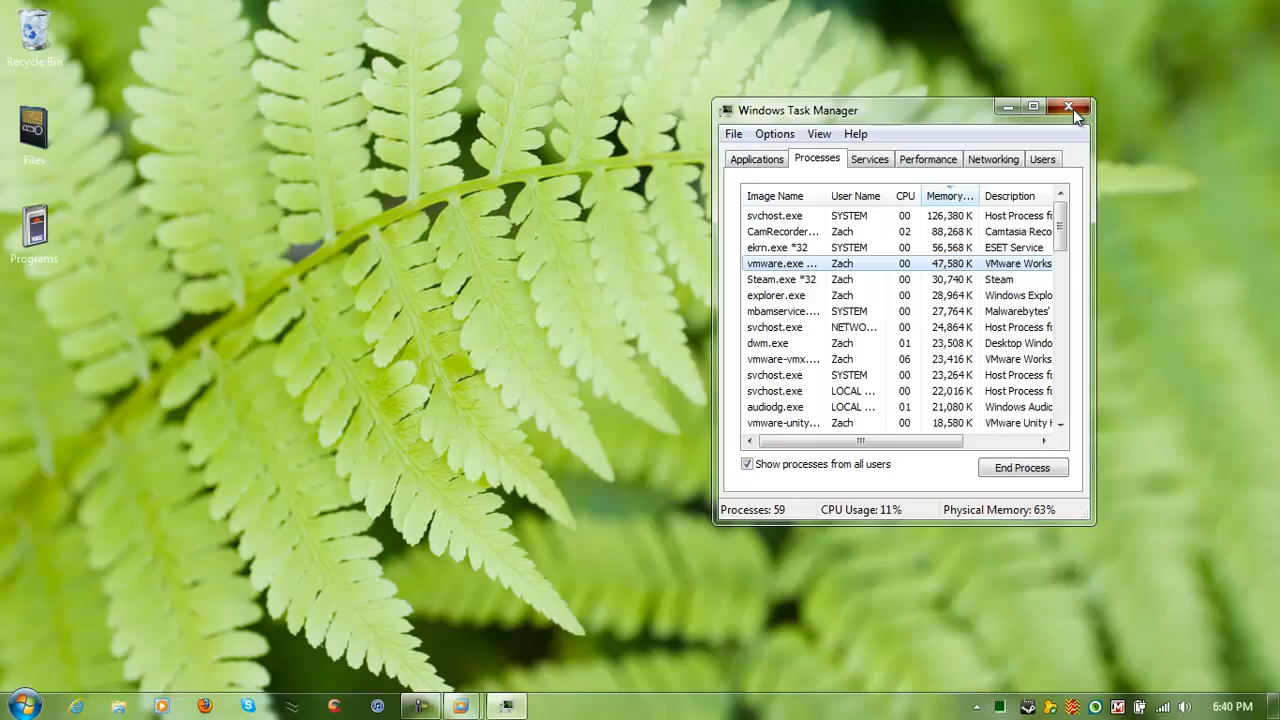 Recycle Bin
Files
Programs
Windows Task Manager
File Options View Help
Applications Processes Services Performance Networking Users
Image Name User Name CPU Memory... Description
svchost.exe SYSTEM 00 126,380 K Host Process fo
CamRecorder... Zach 02 88,268 K Camtasia Reco
ekrn.exe *32 SYSTEM 00 56,568 K ESET Service
vmware.exe ... Zach 00 47,580 K VMware Works
Steam.exe *32 Zach 00 30,740 K Steam
explorer.exe Zach 00 28,964 K Windows Explo
mbamservice.... SYSTEM 00 27,764 K Malwarebytes'
svchost.exe NETWO... 00 24,864 K Host Process fo
dwm.exe Zach 01 23,508 K Desktop Windo
vmware-vmx.... Zach 06 23,416 K VMware Works
svchost.exe SYSTEM 00 23,264 K Host Process fo
svchost.exe LOCAL ... 00 22,016 K Host Process fo
audiodg.exe LOCAL ... 01 21,080 K Windows Audio
vmware-unity... Zach 00 18,580 K VMware Unity H
Show processes from all users
End Process
Processes: 59 CPU Usage: 11% Physical Memory: 63%
6:40 PM